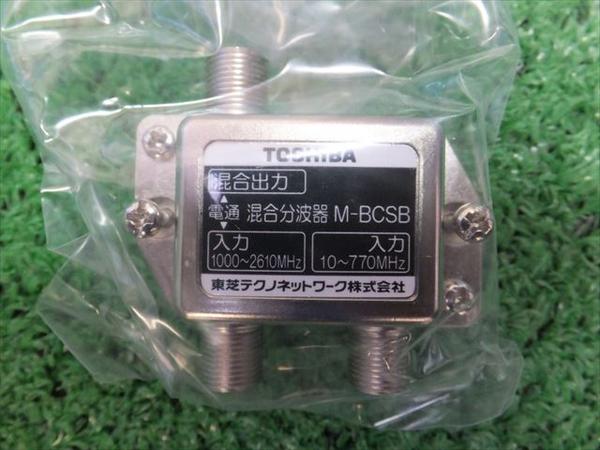 TOSHIBA
混合出力
電通 混合分波器 M-BCSB
入力 入力
1000~2610MHz 10~770MHz
東芝テクノネットワーク株式会社